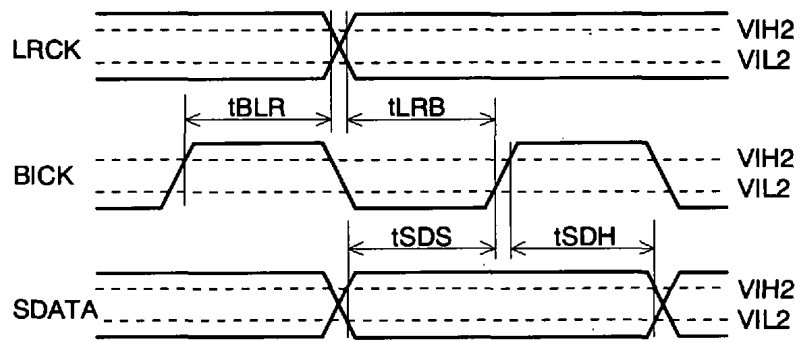 LRCK
VIH2
VIL2
tBLR
tLRB
BICK
VIH2
VIL2
tSDS
tSDH
SDATA
VIH2
VIL2